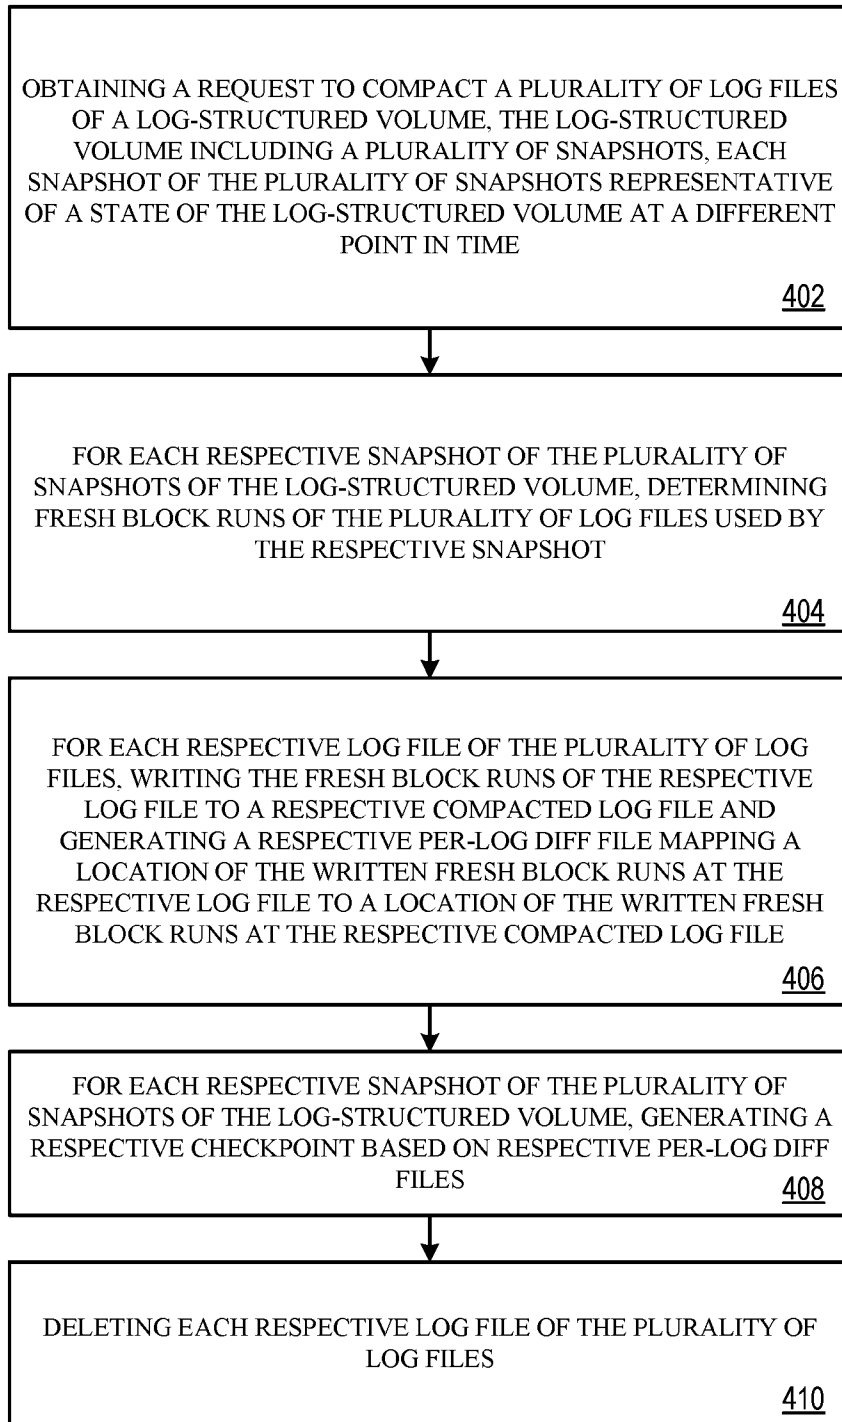 OBTAINING A REQUEST TO COMPACT A PLURALITY OF LOG FILES
OF A LOG-STRUCTURED VOLUME, THE LOG-STRUCTURED
VOLUME INCLUDING A PLURALITY OF SNAPSHOTS, EACH
SNAPSHOT OF THE PLURALITY OF SNAPSHOTS REPRESENTATIVE
OF A STATE OF THE LOG-STRUCTURED VOLUME AT A DIFFERENT
POINT IN TIME
402
FOR EACH RESPECTIVE SNAPSHOT OF THE PLURALITY OF
SNAPSHOTS OF THE LOG-STRUCTURED VOLUME, DETERMINING
FRESH BLOCK RUNS OF THE PLURALITY OF LOG FILES USED BY
THE RESPECTIVE SNAPSHOT
404
FOR EACH RESPECTIVE LOG FILE OF THE PLURALITY OF LOG
FILES, WRITING THE FRESH BLOCK RUNS OF THE RESPECTIVE
LOG FILE TO A RESPECTIVE COMPACTED LOG FILE AND
GENERATING A RESPECTIVE PER-LOG DIFF FILE MAPPING A
LOCATION OF THE WRITTEN FRESH BLOCK RUNS AT THE
RESPECTIVE LOG FILE TO A LOCATION OF THE WRITTEN FRESH
BLOCK RUNS AT THE RESPECTIVE COMPACTED LOG FILE
406
FOR EACH RESPECTIVE SNAPSHOT OF THE PLURALITY OF
SNAPSHOTS OF THE LOG-STRUCTURED VOLUME, GENERATING A
RESPECTIVE CHECKPOINT BASED ON RESPECTIVE PER-LOG DIFF
FILES
408
DELETING EACH RESPECTIVE LOG FILE OF THE PLURALITY OF
LOG FILES
410